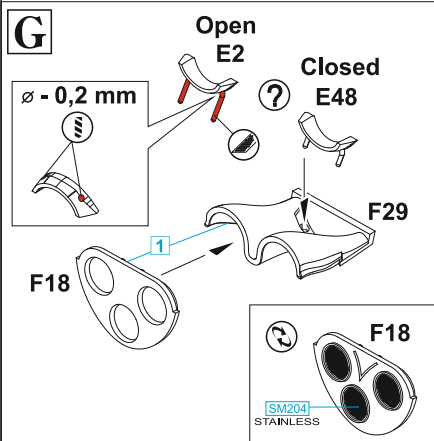 G
Open
E2
Closed
E48
ø - 0,2 mm
?
F29
1
F18
F18
SM204
STAINLESS